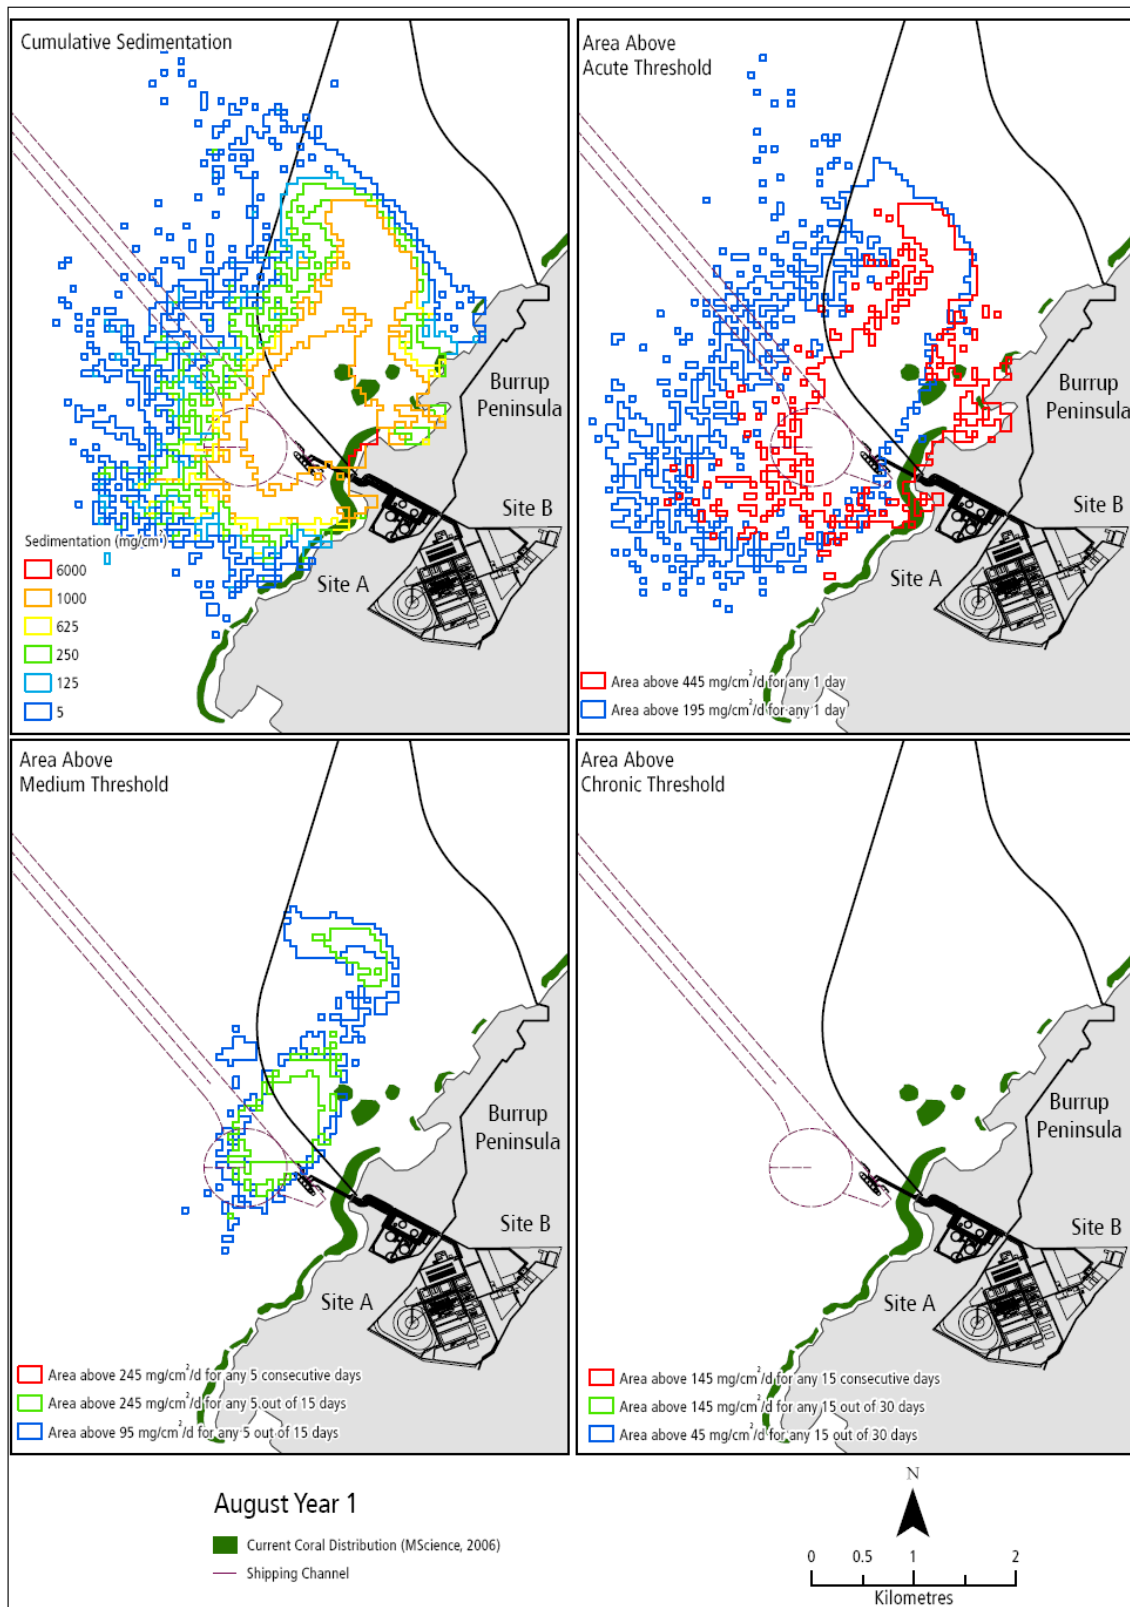 Cumulative Sedimentation
Burrup
Peninsula
Site B
Site A
Sedimentation (mg/cm²)
6000
1000
625
250
125
5
Area Above
Acute Threshold
Burrup
Peninsula
Site B
Site A
Area above 445 mg/cm²/d for any 1 day
Area above 195 mg/cm²/d for any 1 day
Area Above
Medium Threshold
Burrup
Peninsula
Site B
Site A
Area above 245 mg/cm²/d for any 5 consecutive days
Area above 245 mg/cm²/d for any 5 out of 15 days
Area above 95 mg/cm²/d for any 5 out of 15 days
Area Above
Chronic Threshold
Burrup
Peninsula
Site B
Site A
Area above 145 mg/cm²/d for any 15 consecutive days
Area above 145 mg/cm²/d for any 15 out of 30 days
Area above 45 mg/cm²/d for any 15 out of 30 days
August Year 1
Current Coral Distribution (MScience, 2006)
Shipping Channel
N
0 0.5 1 2
Kilometres